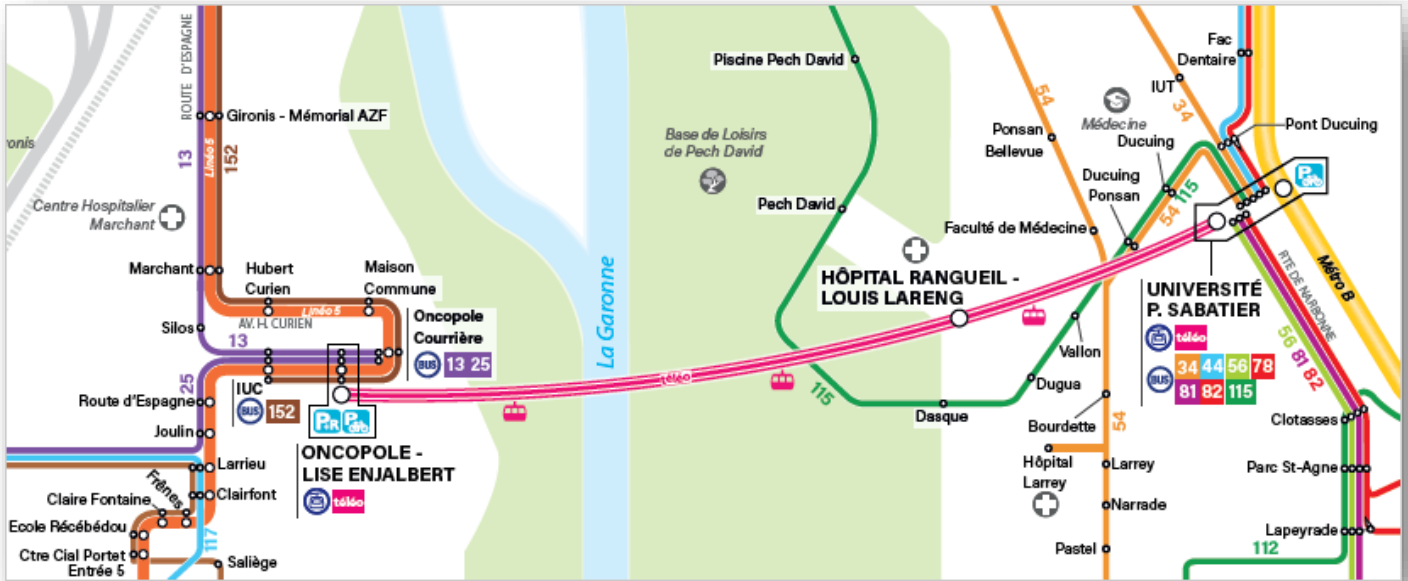 ROUTE D'ESPAGNE
Gironis - Mémorial AZF
13
Linéo 5
152
onis
Centre Hospitalier
Marchant
Marchant
Hubert
Curien
Maison
Commune
Linéo 5
AV. H. CURIEN
Silos
13
Oncopole
Courrière
BUS 13 25
25
IUC
BUS 152
Route d'Espagne
P+R P
Joulin
ONCOPOLE -
LISE ENJALBERT
téléo
Larrieu
Frênes
Clairfont
Claire Fontaine
Ecole Récébédou
117
Ctre Cial Portet
Entrée 5
Saliège
La Garonne
téléo
Piscine Pech David
Base de Loisirs
de Pech David
Pech David
HÔPITAL RANGUEIL -
LOUIS LARENG
115
Dasque
Dugua
Vallon
54
Ponsan
Bellevue
Faculté de Médecine
Médecine
Ducuing
Ducuing
Ponsan
54
115
IUT
34
Fac
Dentaire
Pont Ducuing
P
Métro B
RTE DE NARBONNE
UNIVERSITÉ
P. SABATIER
téléo
BUS 34 44 56 78
81 82 115
56 81 82
Bourdette
54
Hôpital
Larrey
Larrey
Narrade
Pastel
Clotasses
Parc St-Agne
Lapeyrade
112